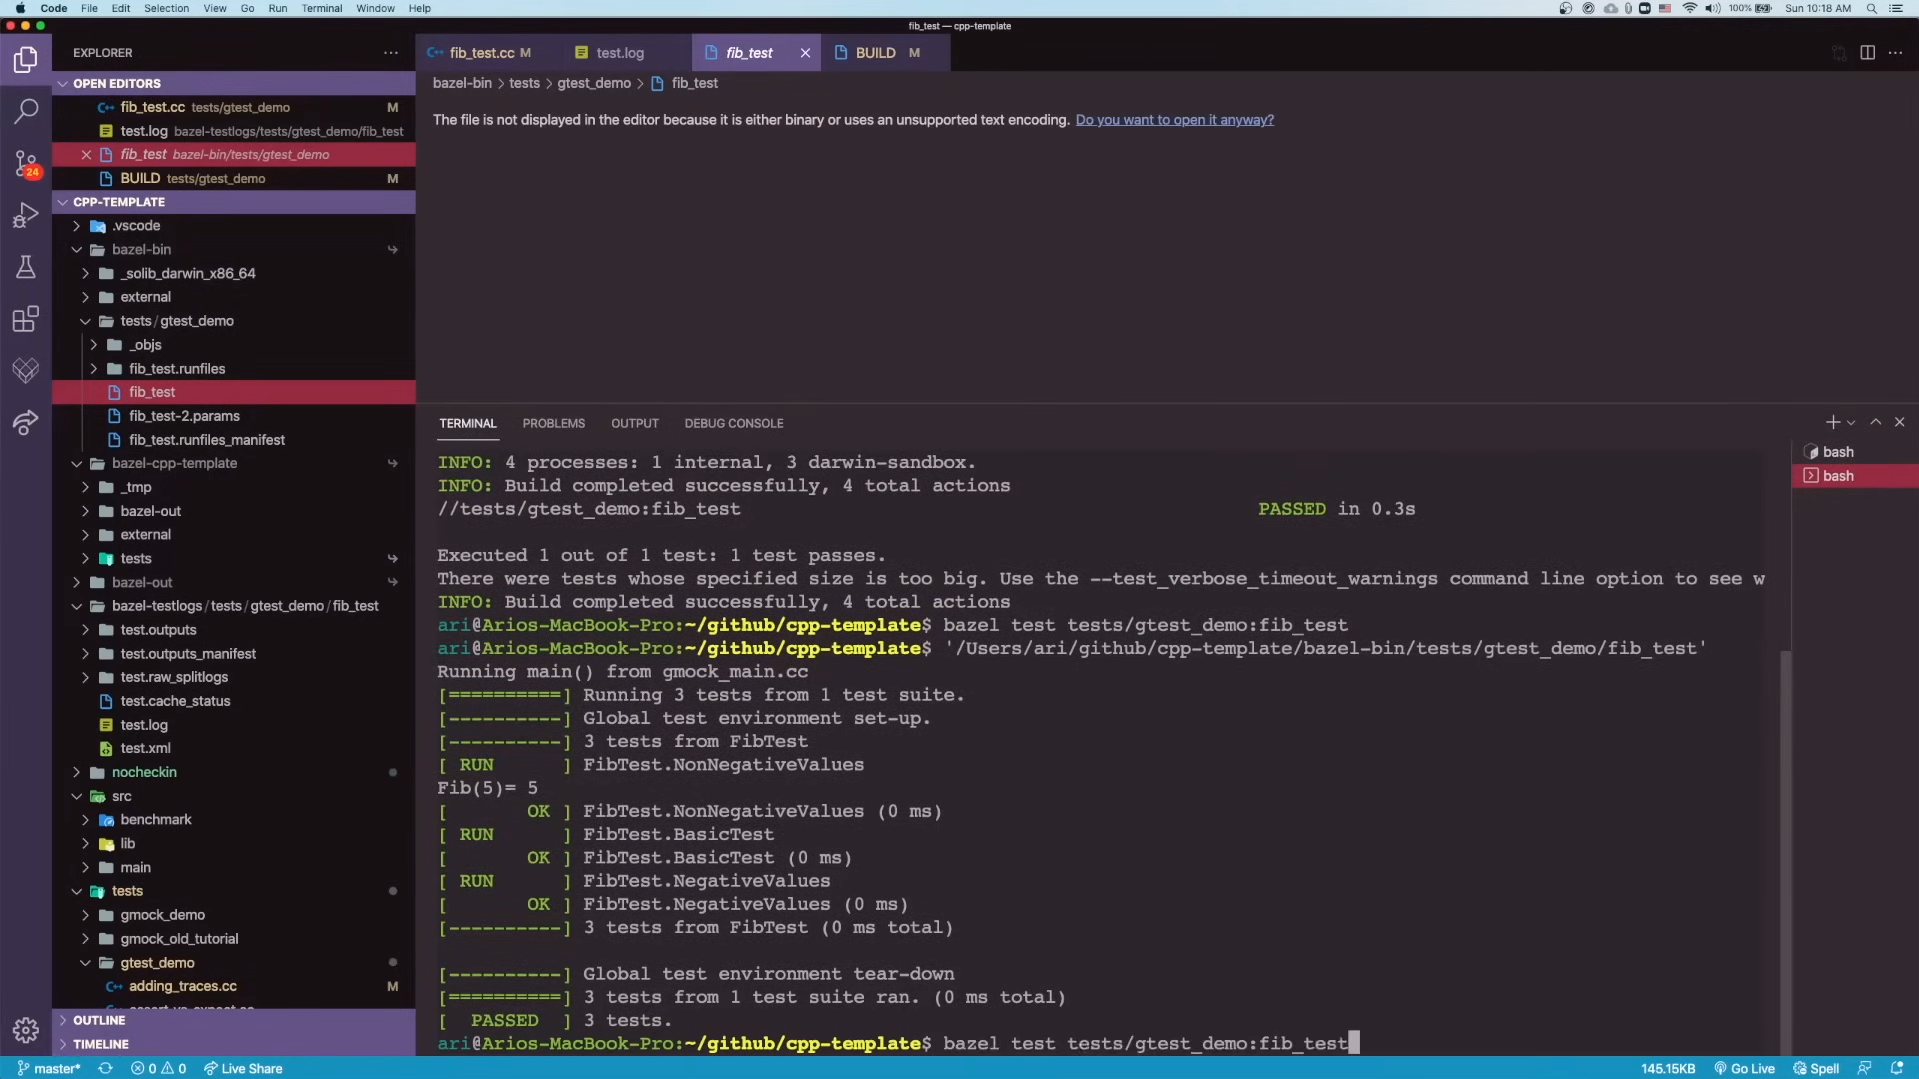 Code File Edit Selection View Go Run Terminal Window Help 100% Sun 10:18 AM
fib_test — cpp-template
EXPLORER
fib_test.cc M test.log fib_test BUILD M
OPEN EDITORS
bazel-bin > tests > gtest_demo > fib_test
fib_test.cc tests/gtest_demo M
The file is not displayed in the editor because it is either binary or uses an unsupported text encoding. Do you want to open it anyway?
test.log bazel-testlogs/tests/gtest_demo/fib_test
fib_test bazel-bin/tests/gtest_demo
BUILD tests/gtest_demo M
24
CPP-TEMPLATE
.vscode
bazel-bin
_solib_darwin_x86_64
external
tests / gtest_demo
_objs
fib_test.runfiles
fib_test
fib_test-2.params
fib_test.runfiles_manifest
bazel-cpp-template
_tmp
bazel-out
external
tests
bazel-out
bazel-testlogs / tests / gtest_demo / fib_test
test.outputs
test.outputs_manifest
test.raw_splitlogs
test.cache_status
test.log
test.xml
nocheckin
src
benchmark
lib
main
tests
gmock_demo
gmock_old_tutorial
gtest_demo
adding_traces.cc M
OUTLINE
TIMELINE
TERMINAL PROBLEMS OUTPUT DEBUG CONSOLE
bash
bash
INFO: 4 processes: 1 internal, 3 darwin-sandbox.
INFO: Build completed successfully, 4 total actions
//tests/gtest_demo:fib_test PASSED in 0.3s
Executed 1 out of 1 test: 1 test passes.
There were tests whose specified size is too big. Use the --test_verbose_timeout_warnings command line option to see w
INFO: Build completed successfully, 4 total actions
ari@Arios-MacBook-Pro:~/github/cpp-template$ bazel test tests/gtest_demo:fib_test
ari@Arios-MacBook-Pro:~/github/cpp-template$ '/Users/ari/github/cpp-template/bazel-bin/tests/gtest_demo/fib_test'
Running main() from gmock_main.cc
[==========] Running 3 tests from 1 test suite.
[----------] Global test environment set-up.
[----------] 3 tests from FibTest
[ RUN      ] FibTest.NonNegativeValues
Fib(5)= 5
[       OK ] FibTest.NonNegativeValues (0 ms)
[ RUN      ] FibTest.BasicTest
[       OK ] FibTest.BasicTest (0 ms)
[ RUN      ] FibTest.NegativeValues
[       OK ] FibTest.NegativeValues (0 ms)
[----------] 3 tests from FibTest (0 ms total)
[----------] Global test environment tear-down
[==========] 3 tests from 1 test suite ran. (0 ms total)
[  PASSED  ] 3 tests.
ari@Arios-MacBook-Pro:~/github/cpp-template$ bazel test tests/gtest_demo:fib_test
master* 0 0 Live Share 145.15KB Go Live Spell